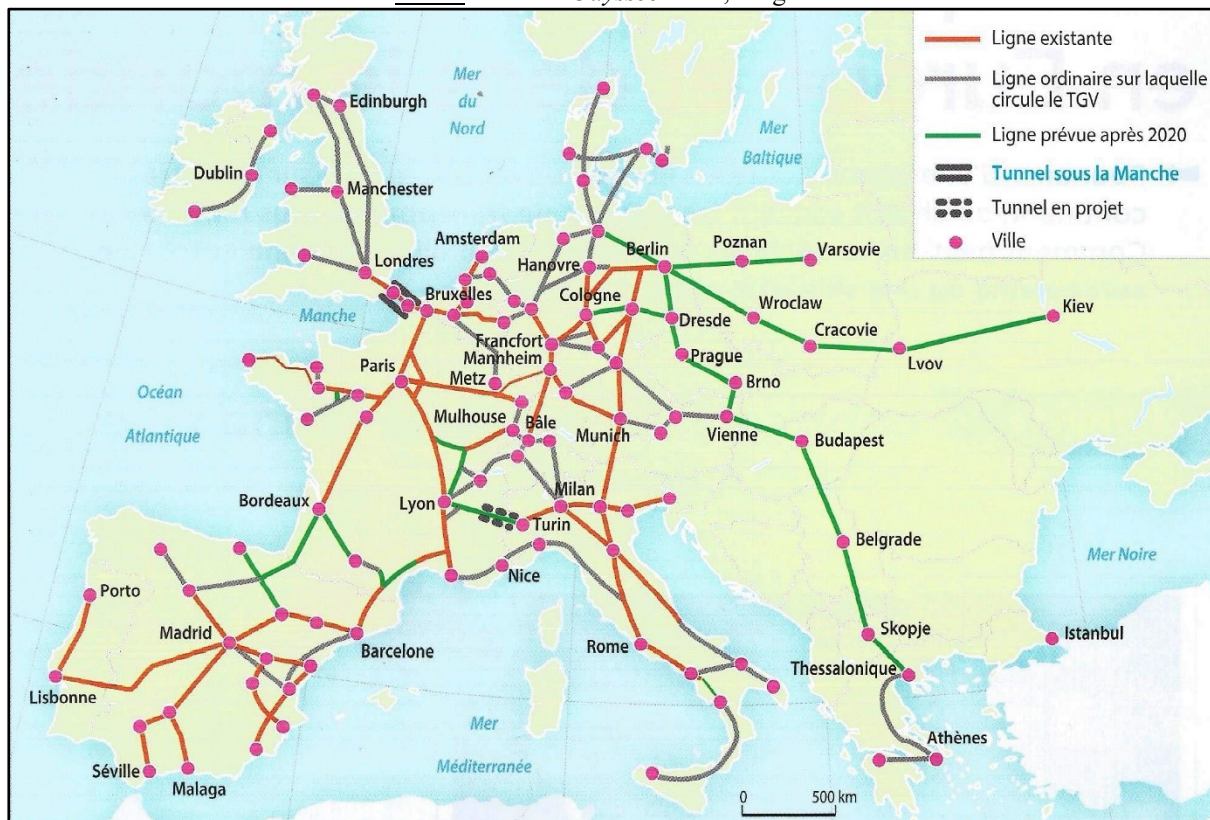 Ligne existante
Ligne ordinaire sur laquelle
circule le TGV
Ligne prévue après 2020
Tunnel sous la Manche
Tunnel en projet
Ville
Mer
du
Nord
Mer
Baltique
Edinburgh
Dublin
Manchester
Londres
Amsterdam
Hanovre
Berlin
Poznan
Varsovie
Manche
Bruxelles
Cologne
Dresde
Wroclaw
Cracovie
Lvov
Kiev
Francfort
Mannheim
Metz
Prague
Brno
Paris
Océan
Atlantique
Mulhouse
Bâle
Munich
Vienne
Budapest
Bordeaux
Lyon
Milan
Turin
Belgrade
Mer Noire
Nice
Porto
Madrid
Barcelone
Rome
Skopje
Istanbul
Lisbonne
Thessalonique
Mer
Méditerranée
Athènes
Séville
Malaga
0 500 km